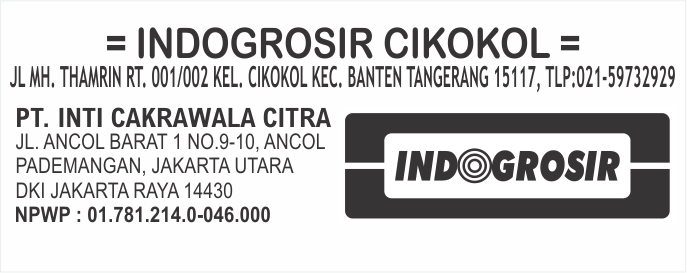 = INDOGROSIR CIKOKOL =
JL MH. THAMRIN RT. 001/002 KEL. CIKOKOL KEC. BANTEN TANGERANG 15117, TLP:021-59732929
PT. INTI CAKRAWALA CITRA
JL. ANCOL BARAT 1 NO.9-10, ANCOL
PADEMANGAN, JAKARTA UTARA
DKI JAKARTA RAYA 14430
NPWP : 01.781.214.0-046.000
INDOGROSIR